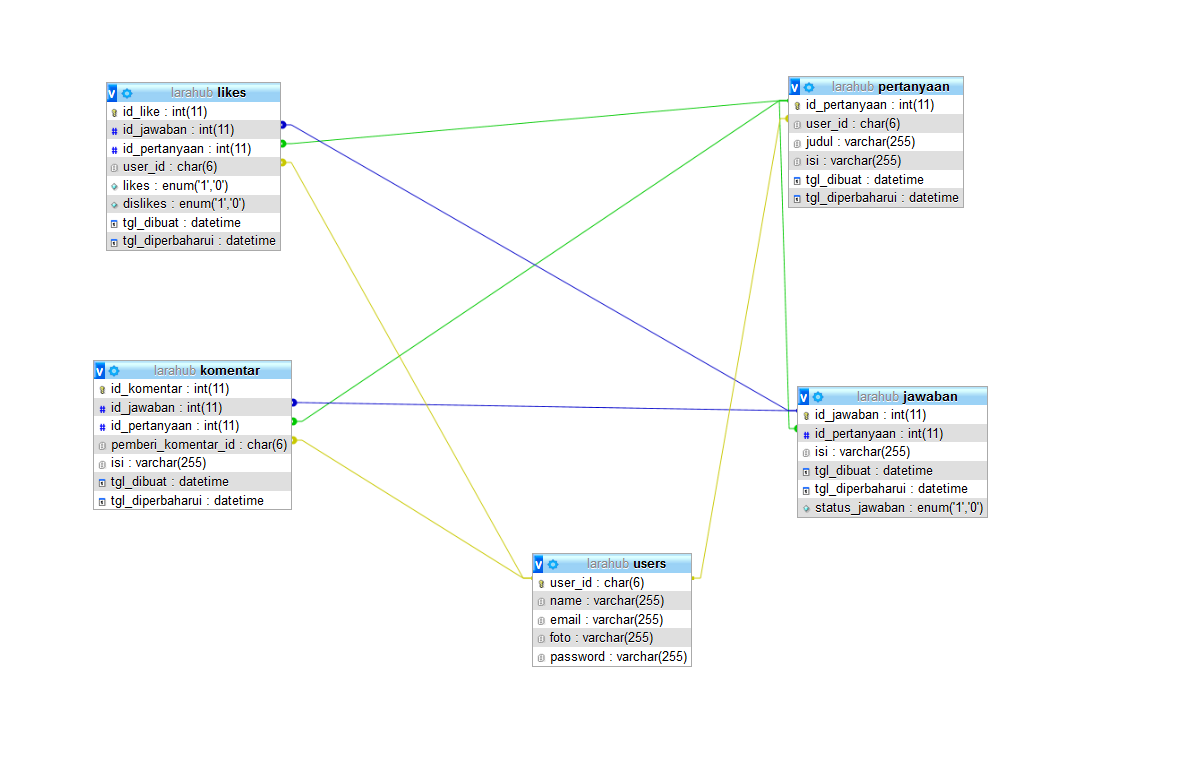 larahub likes
id_like : int(11)
id_jawaban : int(11)
id_pertanyaan : int(11)
user_id : char(6)
likes : enum('1','0')
dislikes : enum('1','0')
tgl_dibuat : datetime
tgl_diperbaharui : datetime
larahub pertanyaan
id_pertanyaan : int(11)
user_id : char(6)
judul : varchar(255)
isi : varchar(255)
tgl_dibuat : datetime
tgl_diperbaharui : datetime
larahub komentar
id_komentar : int(11)
id_jawaban : int(11)
id_pertanyaan : int(11)
pemberi_komentar_id : char(6)
isi : varchar(255)
tgl_dibuat : datetime
tgl_diperbaharui : datetime
larahub jawaban
id_jawaban : int(11)
id_pertanyaan : int(11)
isi : varchar(255)
tgl_dibuat : datetime
tgl_diperbaharui : datetime
status_jawaban : enum('1','0')
larahub users
user_id : char(6)
name : varchar(255)
email : varchar(255)
foto : varchar(255)
password : varchar(255)